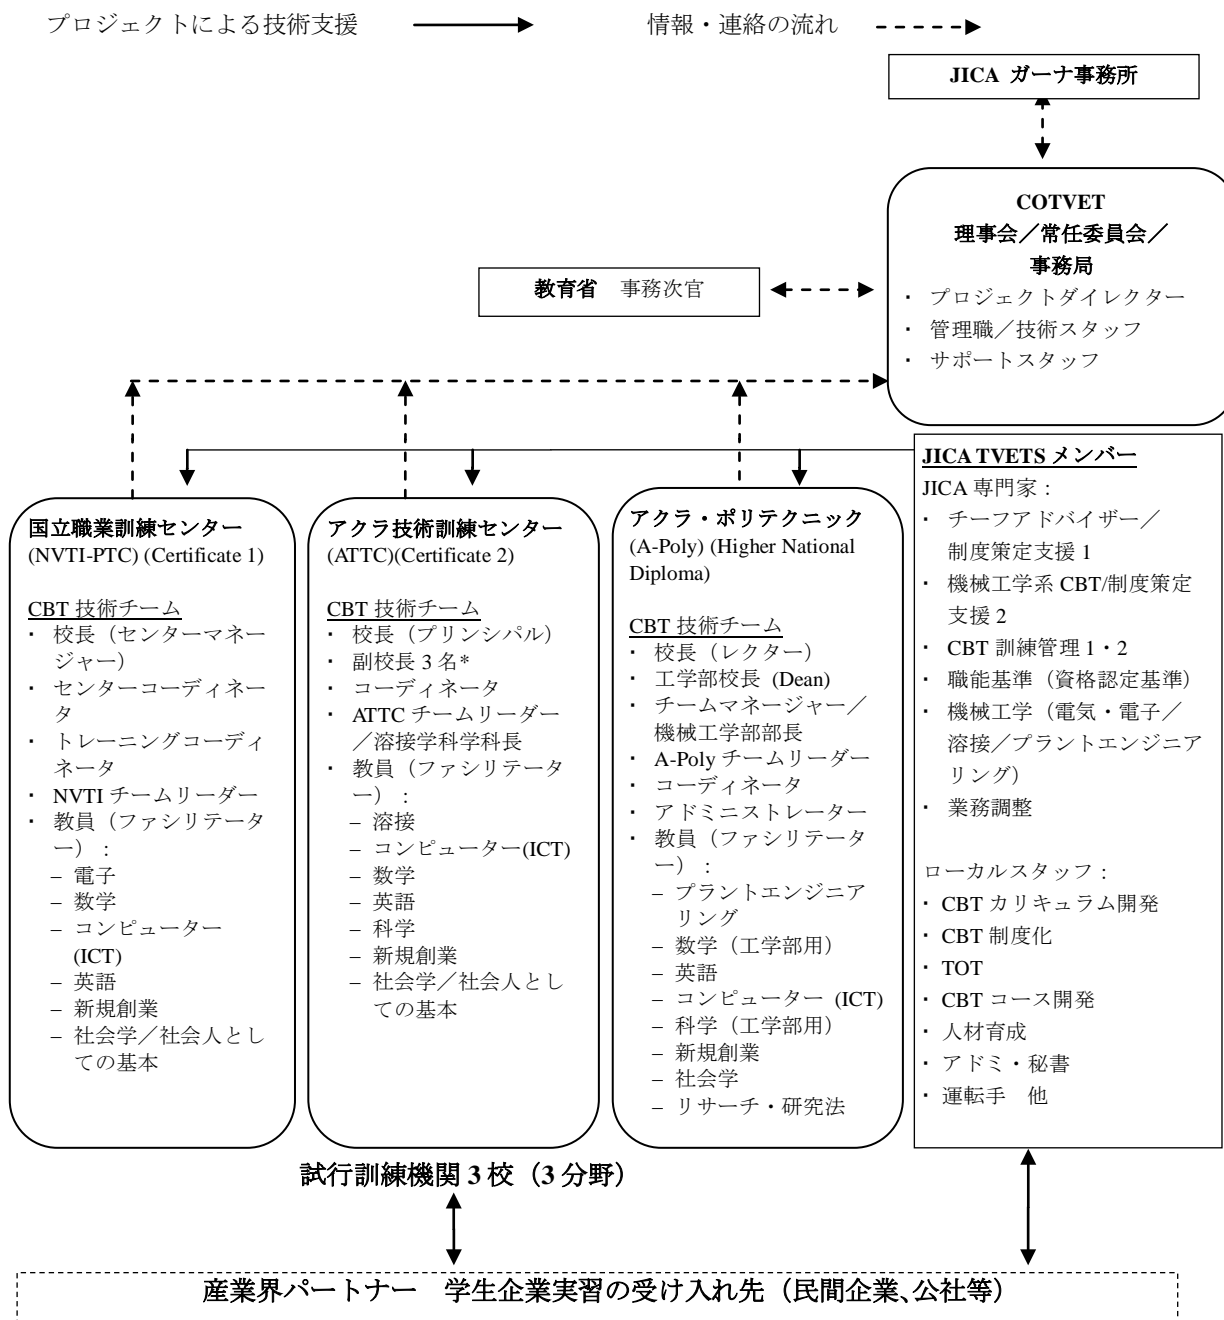 プロジェクトによる技術支援
情報・連絡の流れ
JICA ガーナ事務所
COTVET
理事会／常任委員会／
事務局
・ プロジェクトダイレクター
・ 管理職／技術スタッフ
・ サポートスタッフ
教育省　事務次官
国立職業訓練センター
(NVTI-PTC) (Certificate 1)
CBT 技術チーム
・ 校長（センターマネー
ジャー）
・ センターコーディネー
タ
・ トレーニングコーディ
ネータ
・ NVTI チームリーダー
・ 教員（ファシリテータ
ー）：
– 電子
– 数学
– コンピューター
(ICT)
– 英語
– 新規創業
– 社会学／社会人とし
ての基本
アクラ技術訓練センター
(ATTC)(Certificate 2)
CBT 技術チーム
・ 校長（プリンシパル）
・ 副校長 3 名*
・ コーディネータ
・ ATTC チームリーダー
／溶接学科学科長
・ 教員（ファシリテータ
ー）：
– 溶接
– コンピューター(ICT)
– 数学
– 英語
– 科学
– 新規創業
– 社会学／社会人とし
ての基本
アクラ・ポリテクニック
(A-Poly) (Higher National
Diploma)
CBT 技術チーム
・ 校長（レクター）
・ 工学部校長 (Dean)
・ チームマネージャー／
機械工学部部長
・ A-Poly チームリーダー
・ コーディネータ
・ アドミニストレーター
・ 教員（ファシリテータ
ー）：
– プラントエンジニア
リング
– 数学（工学部用）
– 英語
– コンピューター (ICT)
– 科学（工学部用）
– 新規創業
– 社会学
– リサーチ・研究法
JICA TVETS メンバー
JICA 専門家：
・ チーフアドバイザー／
制度策定支援 1
・ 機械工学系 CBT/制度策定
支援 2
・ CBT 訓練管理 1・2
・ 職能基準（資格認定基準）
・ 機械工学（電気・電子／
溶接／プラントエンジニア
リング）
・ 業務調整
ローカルスタッフ：
・ CBT カリキュラム開発
・ CBT 制度化
・ TOT
・ CBT コース開発
・ 人材育成
・ アドミ・秘書
・ 運転手　他
試行訓練機関 3 校（3 分野）
産業界パートナー　学生企業実習の受け入れ先（民間企業、公社等）